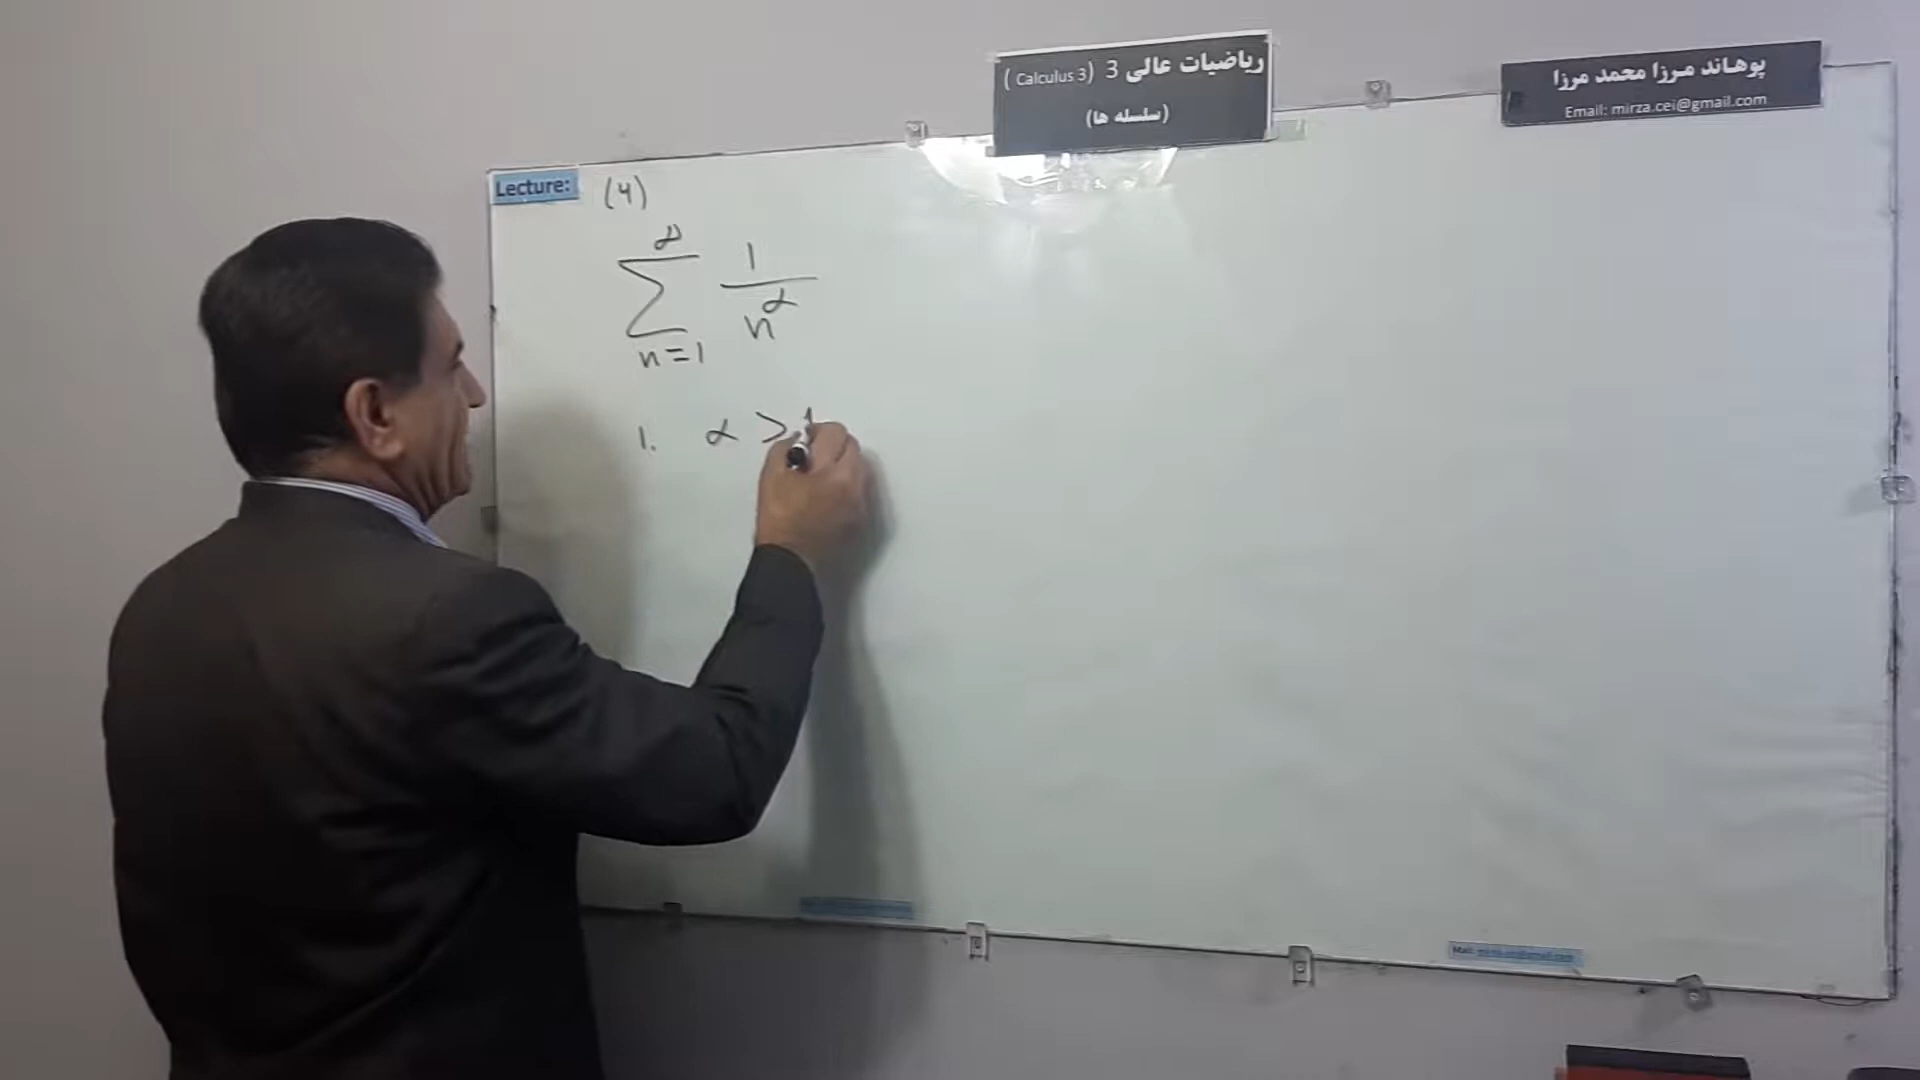 ریاضیات عالی 3 (Calculus 3)
(سلسله ها)
پوهاند مرزا محمد مرزا
Email: mirza.cei@gmail.com
Lecture: (4)
∞
∑ 1/n^α
n=1
1. α > 1